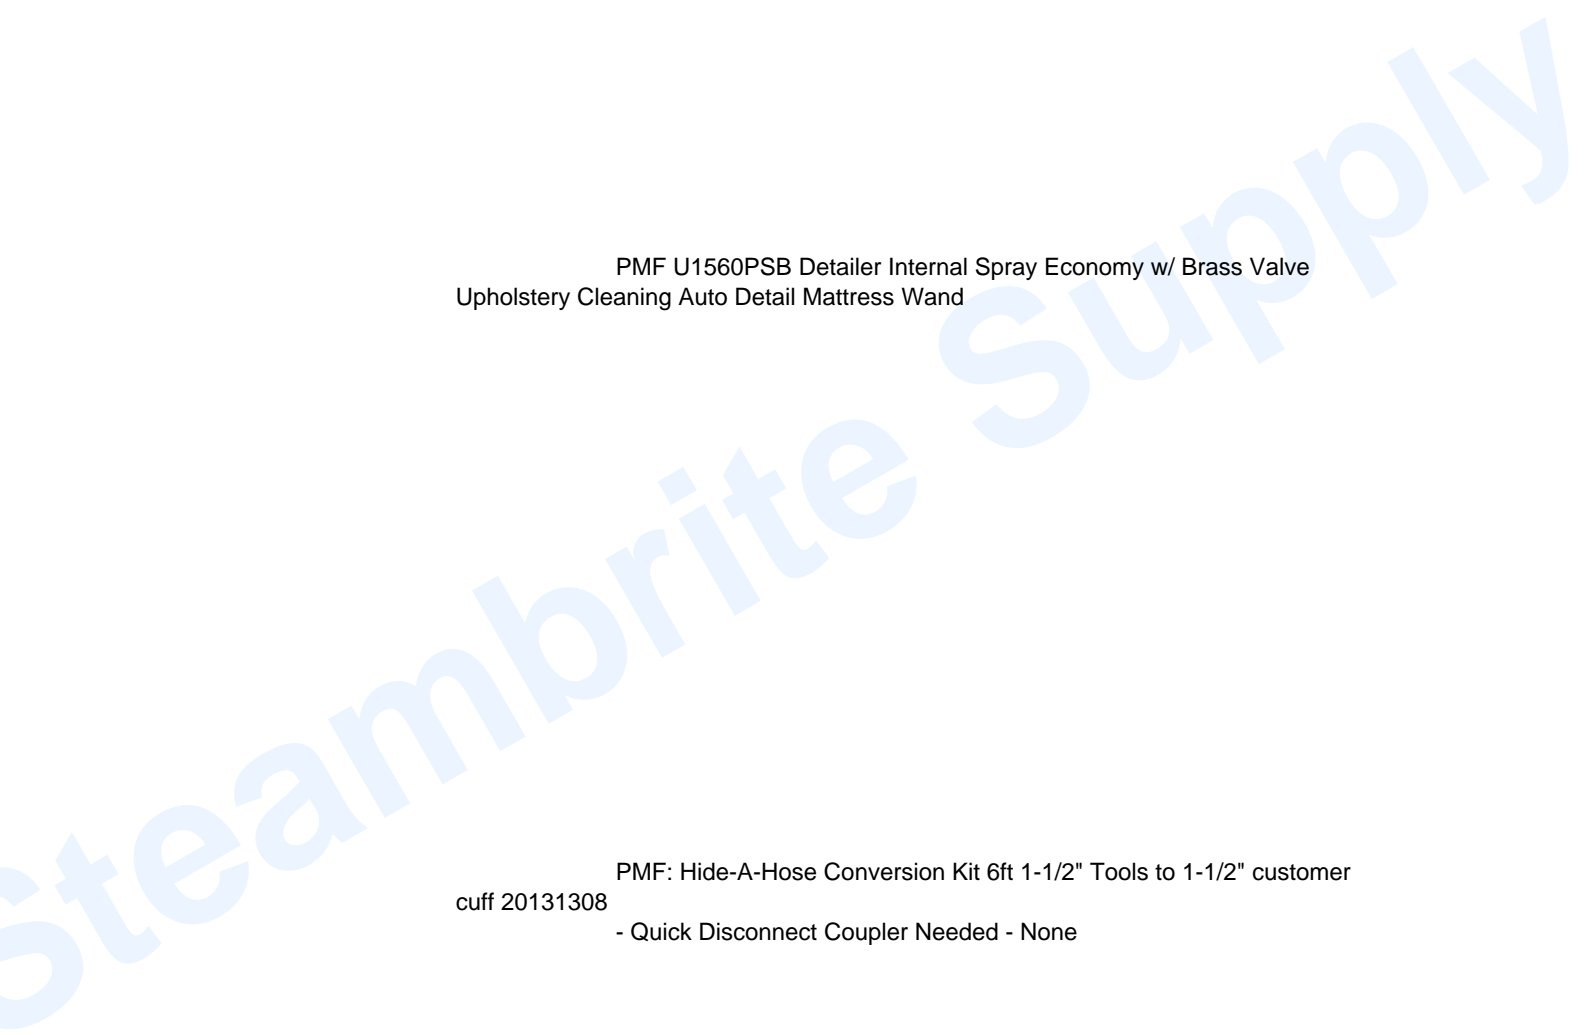 PMF U1560PSB Detailer Internal Spray Economy w/ Brass Valve
Upholstery Cleaning Auto Detail Mattress Wand
Steambrite Supply
PMF: Hide-A-Hose Conversion Kit 6ft 1-1/2" Tools to 1-1/2" customer
cuff 20131308
- Quick Disconnect Coupler Needed - None